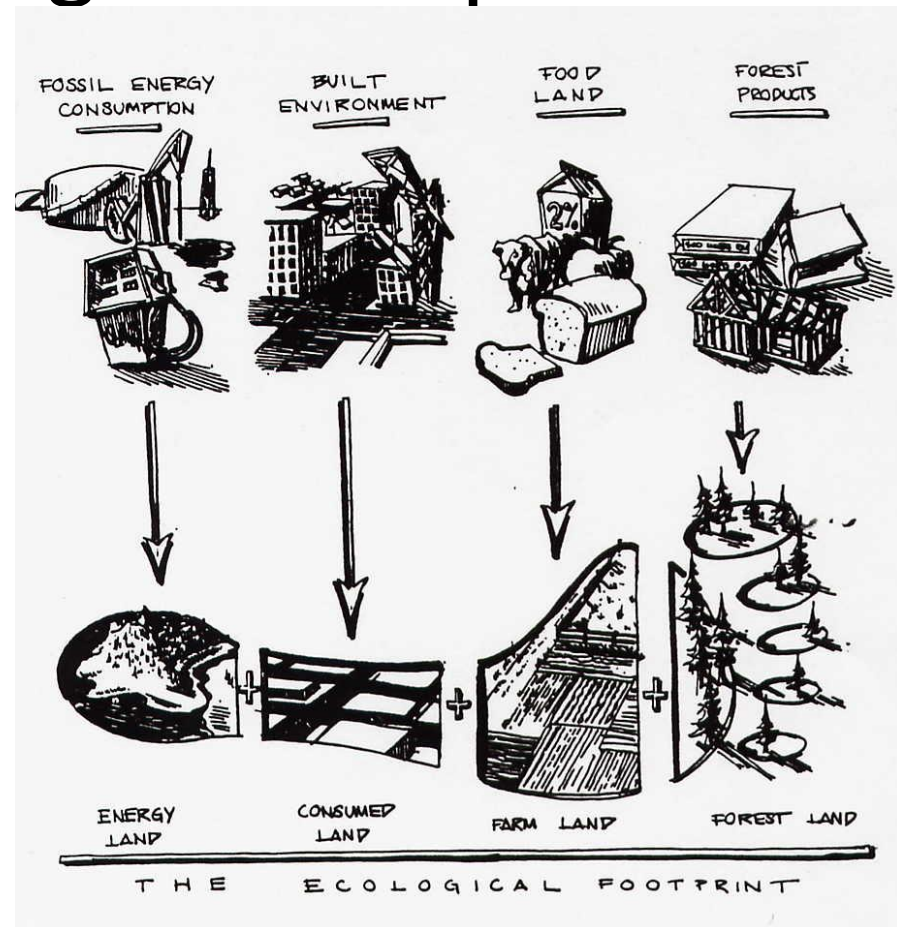 FOSSIL ENERGY
CONSUMPTION
BUILT
ENVIRONMENT
FOOD
LAND
FOREST
PRODUCTS
2%
+
+
+
ENERGY
LAND
CONSUMED
LAND
FARM LAND
FOREST LAND
THE ECOLOGICAL FOOTPRINT